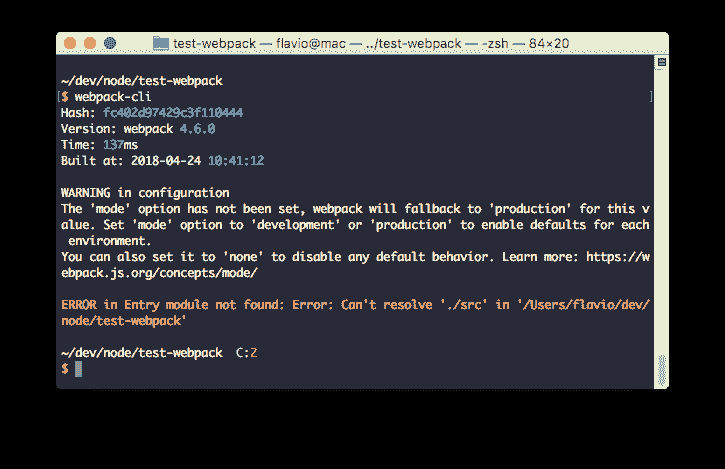 test-webpack — flavio@mac — ../test-webpack — -zsh — 84×20
~/dev/node/test-webpack
[$ webpack-cli ]
Hash: fc402d97429c3f110444
Version: webpack 4.6.0
Time: 137ms
Built at: 2018-04-24 10:41:12
WARNING in configuration
The 'mode' option has not been set, webpack will fallback to 'production' for this v
alue. Set 'mode' option to 'development' or 'production' to enable defaults for each
 environment.
You can also set it to 'none' to disable any default behavior. Learn more: https://w
ebpack.js.org/concepts/mode/
ERROR in Entry module not found: Error: Can't resolve './src' in '/Users/flavio/dev/
node/test-webpack'
~/dev/node/test-webpack  C:2
$